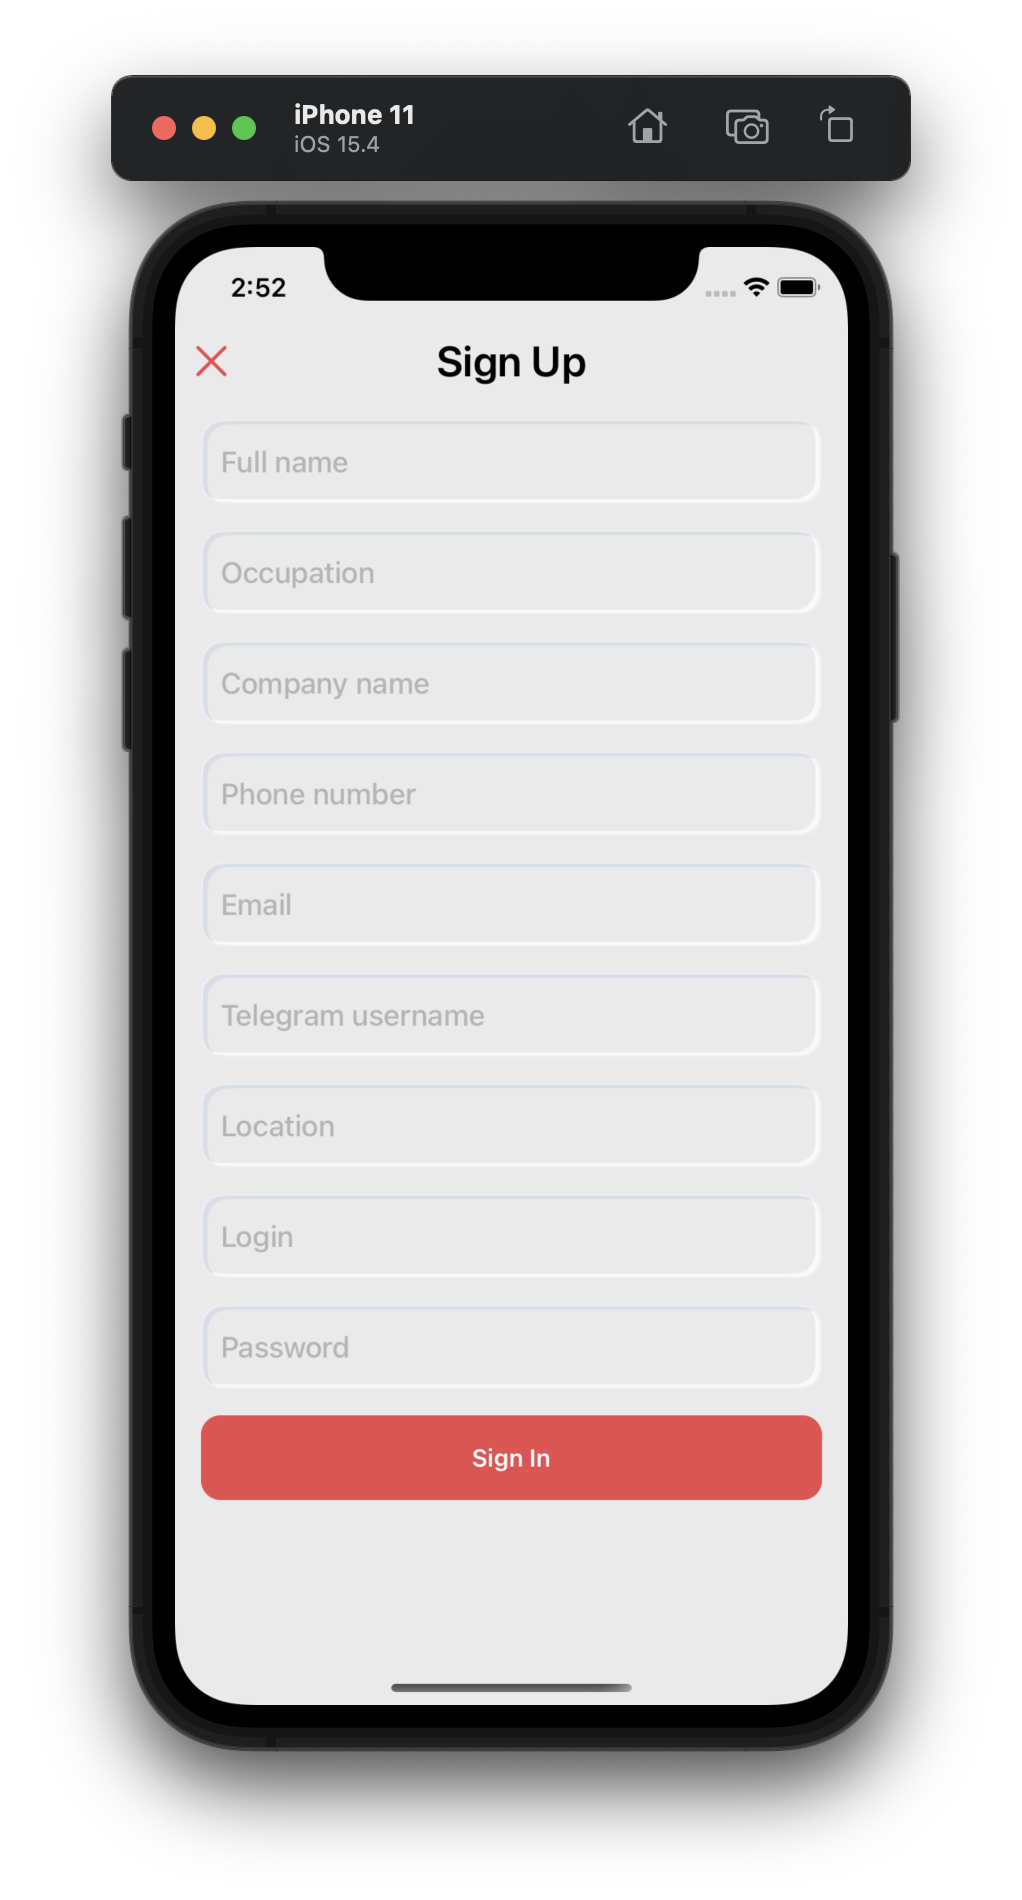 iPhone 11
iOS 15.4
2:52
Sign Up
Full name
Occupation
Company name
Phone number
Email
Telegram username
Location
Login
Password
Sign In